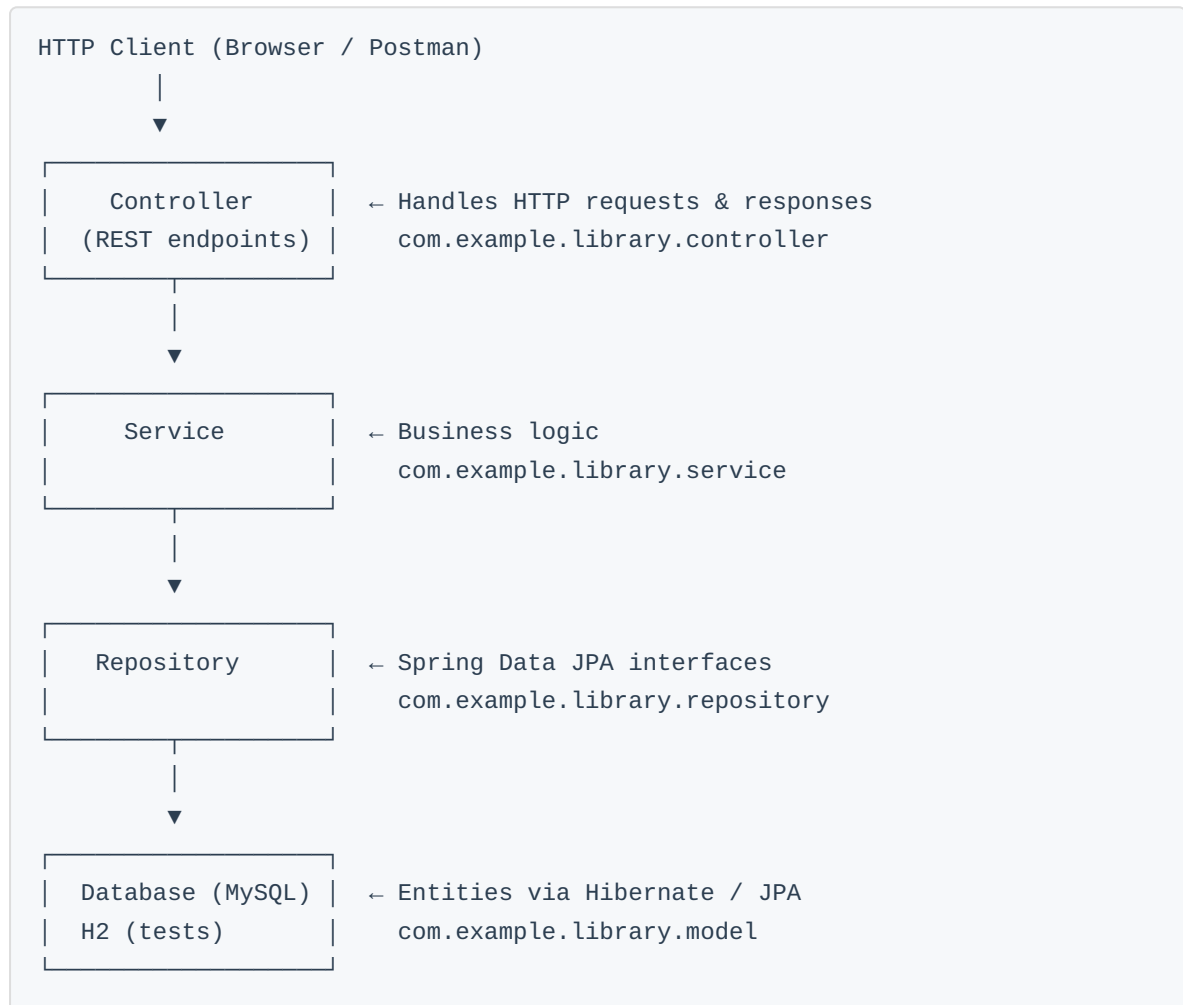 HTTP Client (Browser / Postman)
Controller ← Handles HTTP requests & responses
(REST endpoints) com.example.library.controller
Service ← Business logic
com.example.library.service
Repository ← Spring Data JPA interfaces
com.example.library.repository
Database (MySQL) ← Entities via Hibernate / JPA
H2 (tests) com.example.library.model